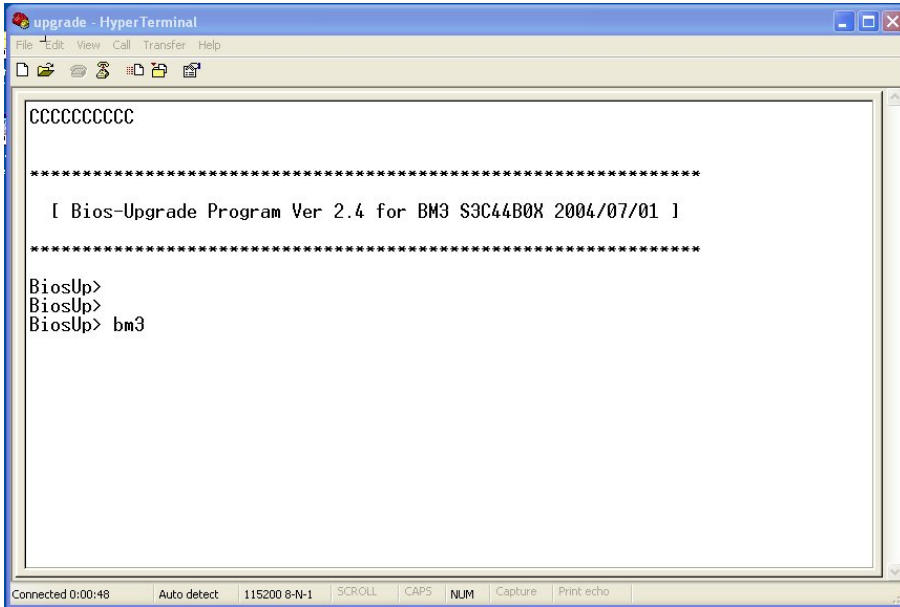 upgrade - HyperTerminal
File Edit View Call Transfer Help
CCCCCCCCCC
****************************************************************
[ Bios-Upgrade Program Ver 2.4 for BM3 S3C44B0X 2004/07/01 ]
****************************************************************
BiosUp>
BiosUp>
BiosUp> bm3
Connected 0:00:48 Auto detect 115200 8-N-1 SCROLL CAPS NUM Capture Print echo